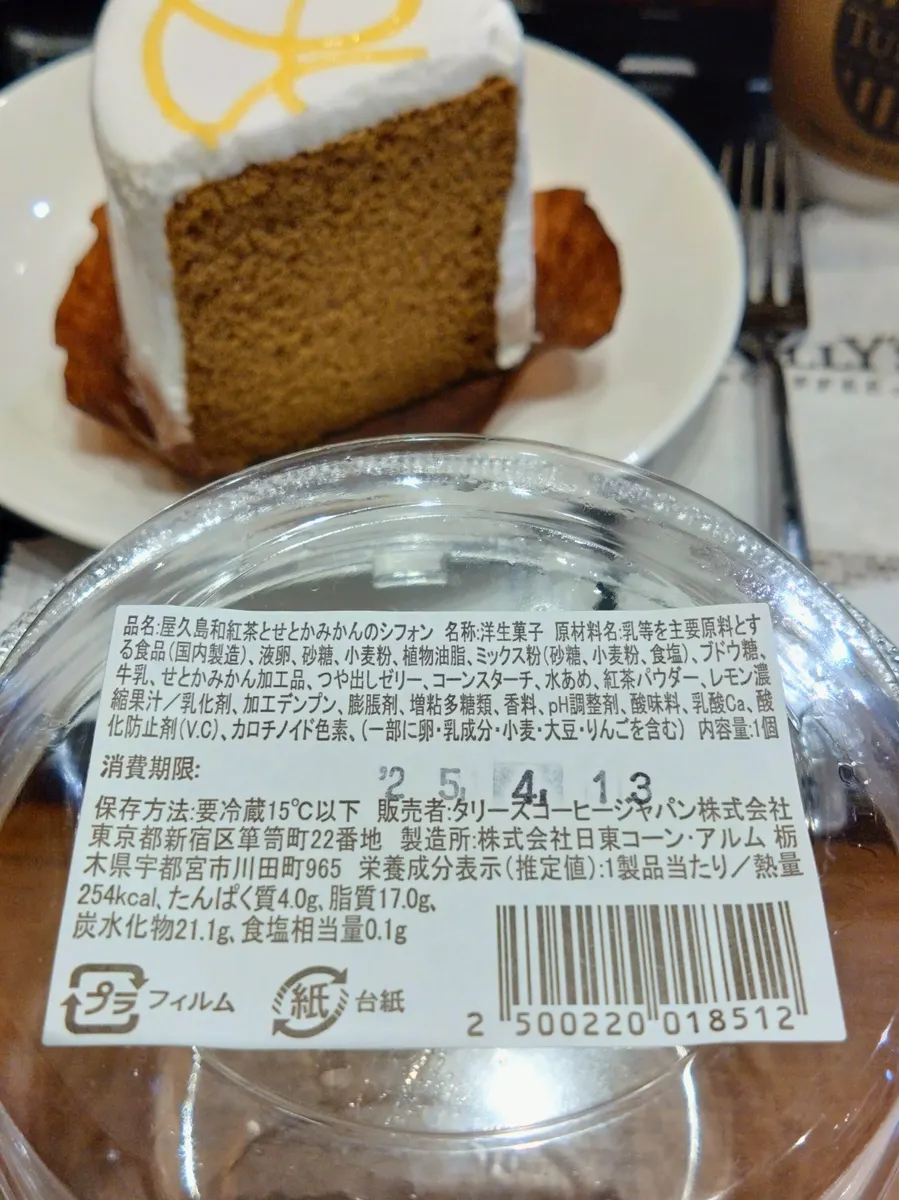 TU
LLY'S
品名:屋久島和紅茶とせとかみかんのシフォン 名称:洋生菓子 原材料名:乳等を主要原料とす
る食品(国内製造)、液卵、砂糖、小麦粉、植物油脂、ミックス粉(砂糖、小麦粉、食塩)、ブドウ糖、
牛乳、せとかみかん加工品、つや出しゼリー、コーンスターチ、水あめ、紅茶パウダー、レモン濃
縮果汁/乳化剤、加工デンプン、膨脹剤、増粘多糖類、香料、pH調整剤、酸味料、乳酸Ca、酸
化防止剤(V.C)、カロチノイド色素、(一部に卵・乳成分・小麦・大豆・りんごを含む) 内容量:1個
消費期限: '25. 4. 13
保存方法:要冷蔵15℃以下 販売者:タリーズコーヒージャパン株式会社
東京都新宿区箪笥町22番地 製造所:株式会社日東コーン・アルム 栃
木県宇都宮市川田町965 栄養成分表示(推定値):1製品当たり/熱量
254kcal、たんぱく質4.0g、脂質17.0g、
炭水化物21.1g、食塩相当量0.1g
プラ フィルム 紙 台紙
2 500220 018512